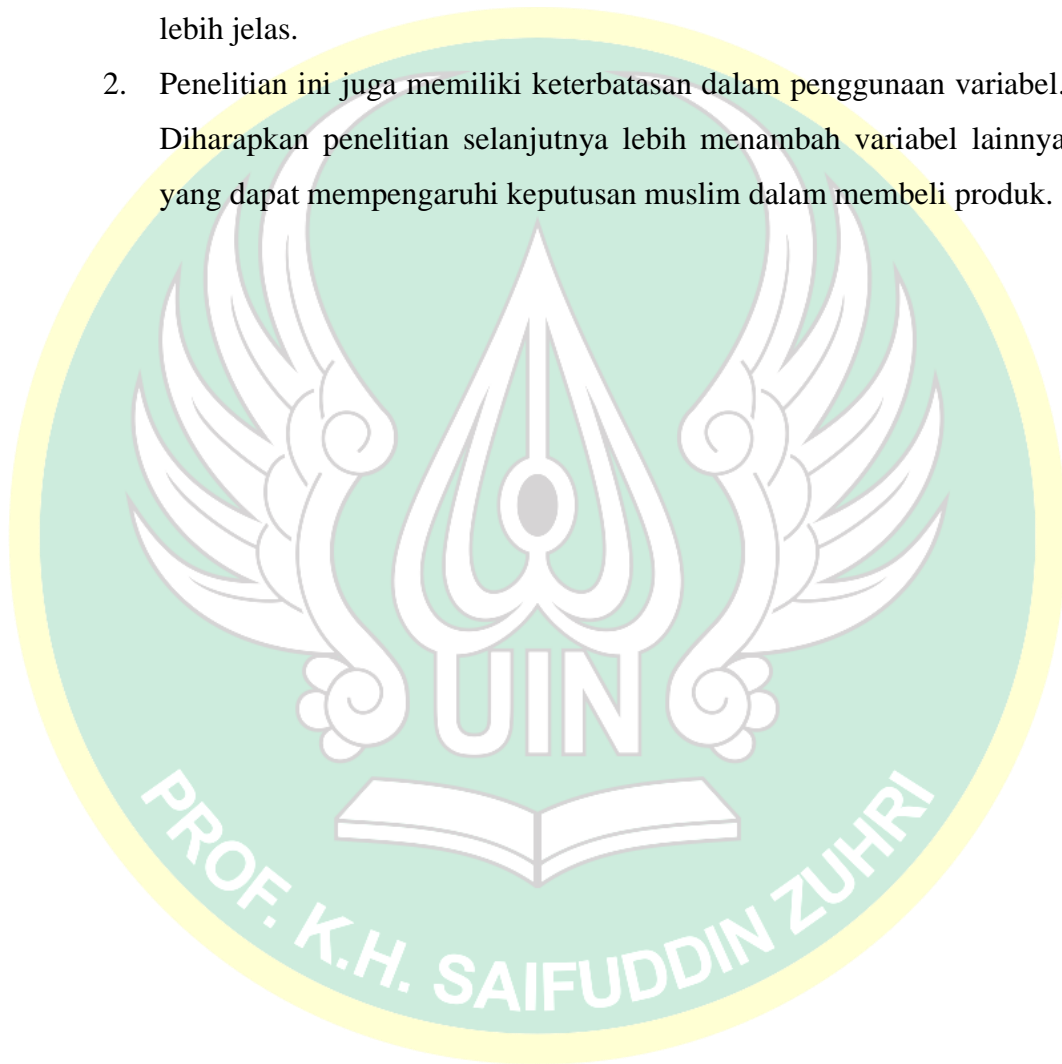 lebih jelas.
2. Penelitian ini juga memiliki keterbatasan dalam penggunaan variabel.
Diharapkan penelitian selanjutnya lebih menambah variabel lainnya
yang dapat mempengaruhi keputusan muslim dalam membeli produk.
UIN
PROF. K.H. SAIFUDDIN ZUHRI